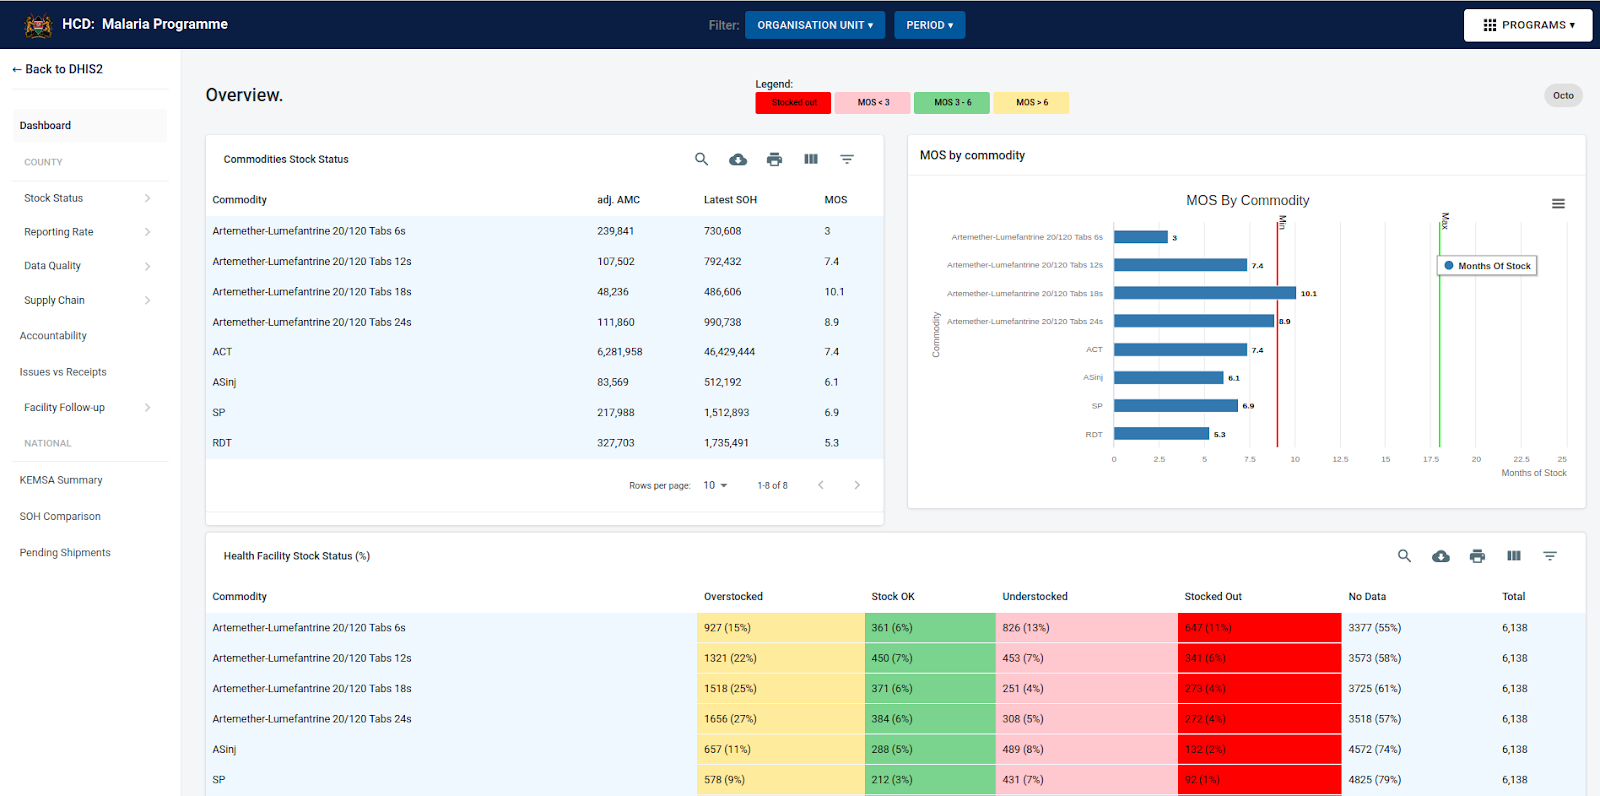 HCD: Malaria Programme
Filter: ORGANISATION UNIT ▾ PERIOD ▾
PROGRAMS ▾
← Back to DHIS2
Dashboard
COUNTY
Stock Status
Reporting Rate
Data Quality
Supply Chain
Accountability
Issues vs Receipts
Facility Follow-up
NATIONAL
KEMSA Summary
SOH Comparison
Pending Shipments
Overview.
Legend:
Stocked out MOS < 3 MOS 3 - 6 MOS > 6
Octo
Commodities Stock Status
Commodity adj. AMC Latest SOH MOS
Artemether-Lumefantrine 20/120 Tabs 6s 239,841 730,608 3
Artemether-Lumefantrine 20/120 Tabs 12s 107,502 792,432 7.4
Artemether-Lumefantrine 20/120 Tabs 18s 48,236 486,606 10.1
Artemether-Lumefantrine 20/120 Tabs 24s 111,860 990,738 8.9
ACT 6,281,958 46,429,444 7.4
ASinj 83,569 512,192 6.1
SP 217,988 1,512,893 6.9
RDT 327,703 1,735,491 5.3
Rows per page: 10 1-8 of 8
MOS by commodity
MOS By Commodity
Min
Max
Artemether-Lumefantrine 20/120 Tabs 6s 3
Artemether-Lumefantrine 20/120 Tabs 12s 7.4
Months Of Stock
Artemether-Lumefantrine 20/120 Tabs 18s 10.1
Artemether-Lumefantrine 20/120 Tabs 24s 8.9
Commodity
ACT 7.4
ASinj 6.1
SP 6.9
RDT 5.3
0 2.5 5 7.5 10 12.5 15 17.5 20 22.5 25
Months of Stock
Health Facility Stock Status (%)
Commodity Overstocked Stock OK Understocked Stocked Out No Data Total
Artemether-Lumefantrine 20/120 Tabs 6s 927 (15%) 361 (6%) 826 (13%) 647 (11%) 3377 (55%) 6,138
Artemether-Lumefantrine 20/120 Tabs 12s 1321 (22%) 450 (7%) 453 (7%) 341 (6%) 3573 (58%) 6,138
Artemether-Lumefantrine 20/120 Tabs 18s 1518 (25%) 371 (6%) 251 (4%) 273 (4%) 3725 (61%) 6,138
Artemether-Lumefantrine 20/120 Tabs 24s 1656 (27%) 384 (6%) 308 (5%) 272 (4%) 3518 (57%) 6,138
ASinj 657 (11%) 288 (5%) 489 (8%) 132 (2%) 4572 (74%) 6,138
SP 578 (9%) 212 (3%) 431 (7%) 92 (1%) 4825 (79%) 6,138